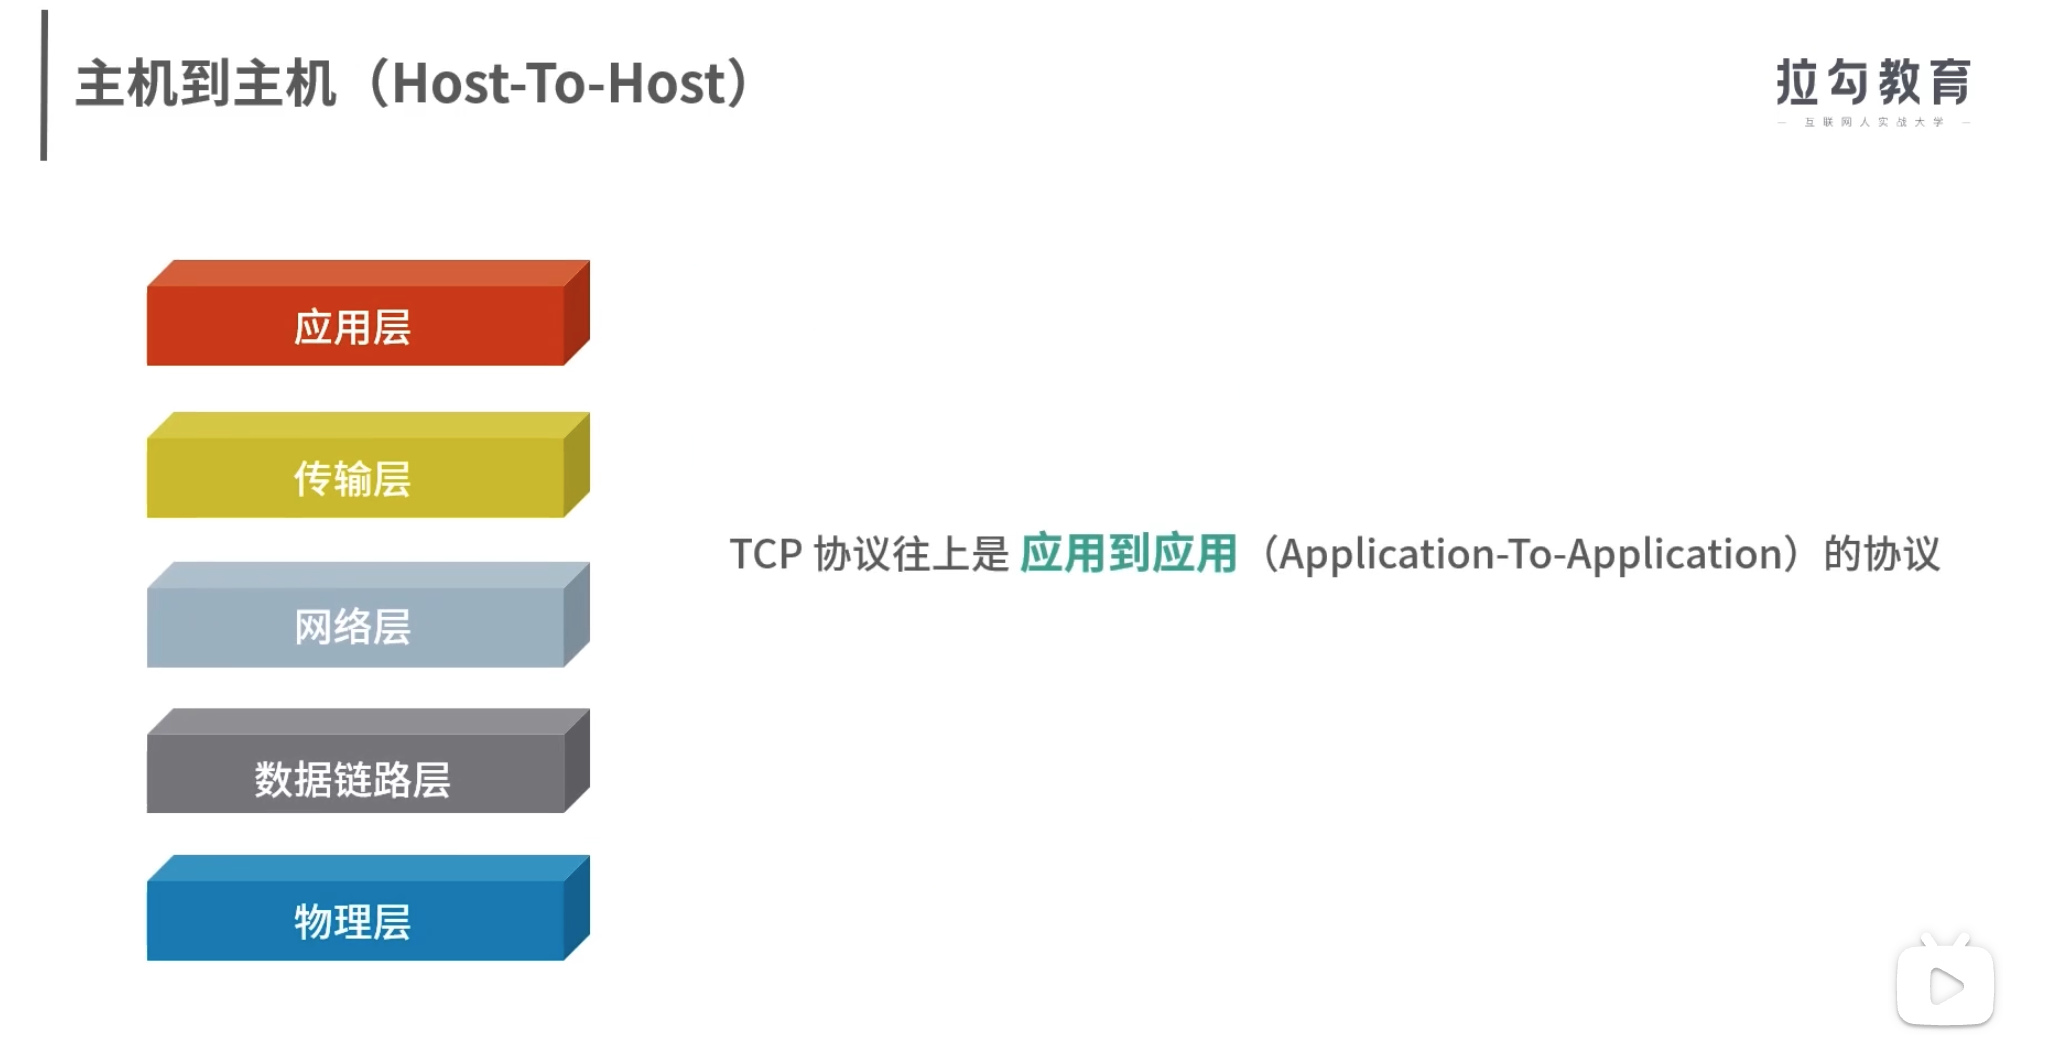 主机到主机（Host-To-Host）
拉勾教育
互联网人实战大学
应用层
传输层
TCP 协议往上是 应用到应用（Application-To-Application）的协议
网络层
数据链路层
物理层